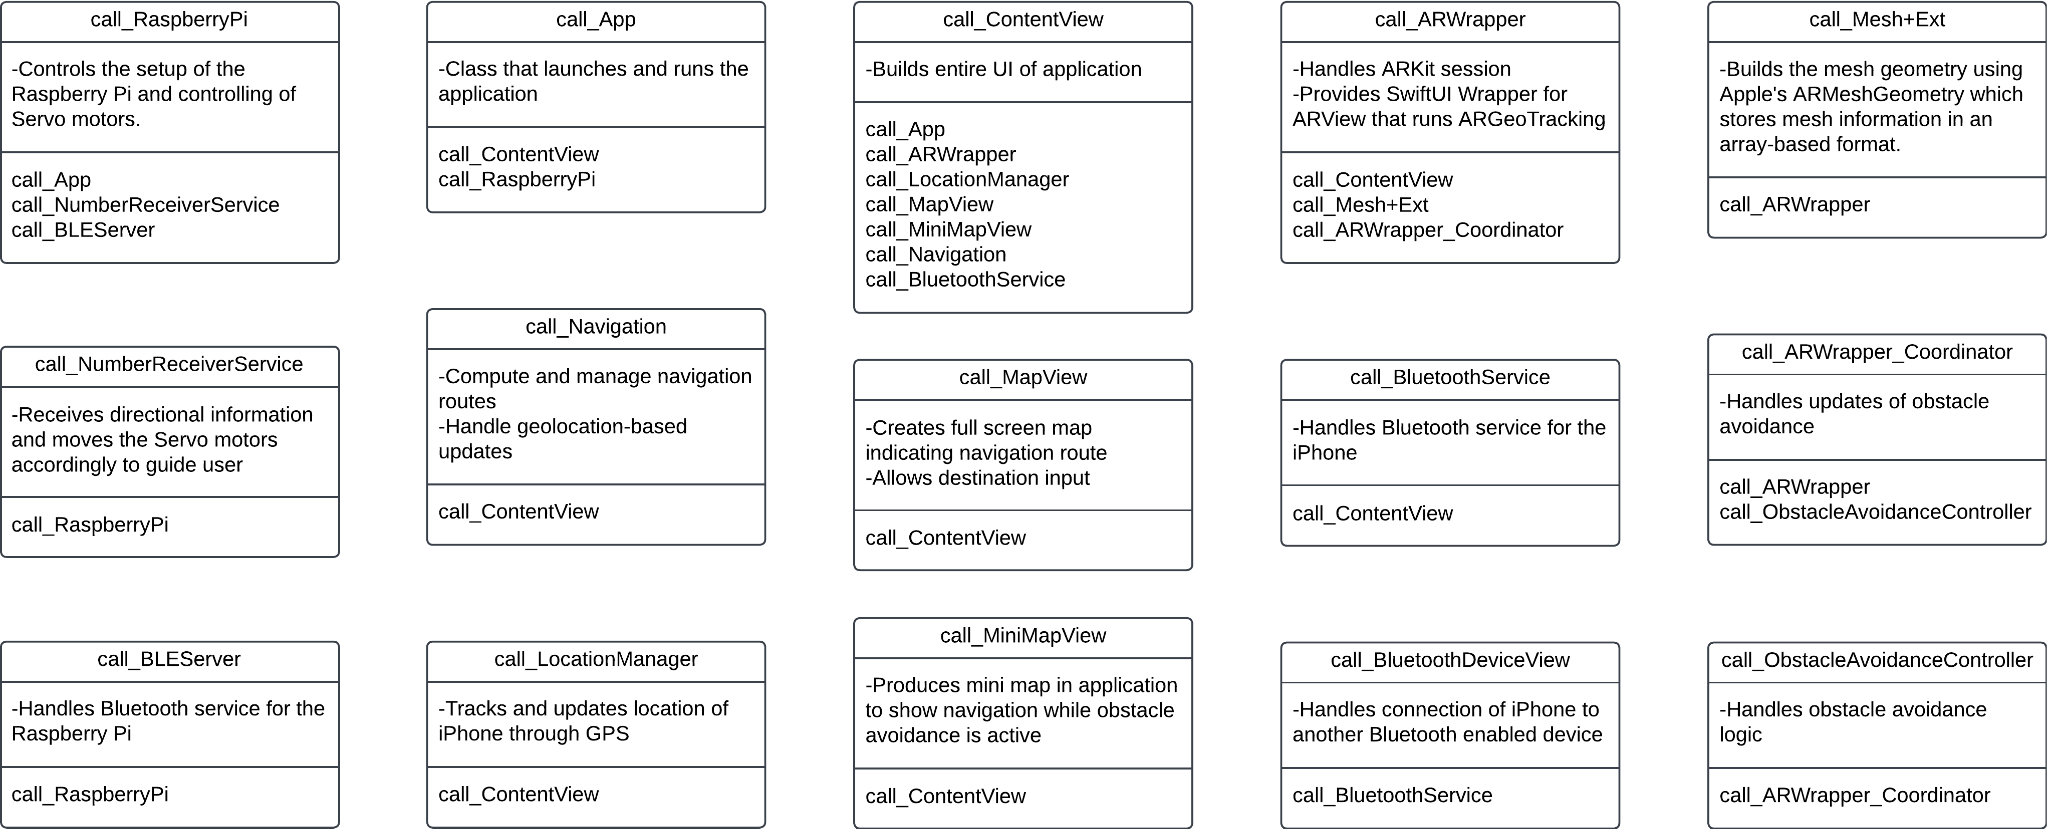 call_RaspberryPi
-Controls the setup of the
Raspberry Pi and controlling of
Servo motors.
call_App
call_NumberReceiverService
call_BLEServer
call_App
-Class that launches and runs the
application
call_ContentView
call_RaspberryPi
call_ContentView
-Builds entire UI of application
call_App
call_ARWrapper
call_LocationManager
call_MapView
call_MiniMapView
call_Navigation
call_BluetoothService
call_ARWrapper
-Handles ARKit session
-Provides SwiftUI Wrapper for
ARView that runs ARGeoTracking
call_ContentView
call_Mesh+Ext
call_ARWrapper_Coordinator
call_Mesh+Ext
-Builds the mesh geometry using
Apple's ARMeshGeometry which
stores mesh information in an
array-based format.
call_ARWrapper
call_NumberReceiverService
-Receives directional information
and moves the Servo motors
accordingly to guide user
call_RaspberryPi
call_Navigation
-Compute and manage navigation
routes
-Handle geolocation-based
updates
call_ContentView
call_MapView
-Creates full screen map
indicating navigation route
-Allows destination input
call_ContentView
call_BluetoothService
-Handles Bluetooth service for the
iPhone
call_ContentView
call_ARWrapper_Coordinator
-Handles updates of obstacle
avoidance
call_ARWrapper
call_ObstacleAvoidanceController
call_BLEServer
-Handles Bluetooth service for the
Raspberry Pi
call_RaspberryPi
call_LocationManager
-Tracks and updates location of
iPhone through GPS
call_ContentView
call_MiniMapView
-Produces mini map in application
to show navigation while obstacle
avoidance is active
call_ContentView
call_BluetoothDeviceView
-Handles connection of iPhone to
another Bluetooth enabled device
call_BluetoothService
call_ObstacleAvoidanceController
-Handles obstacle avoidance
logic
call_ARWrapper_Coordinator